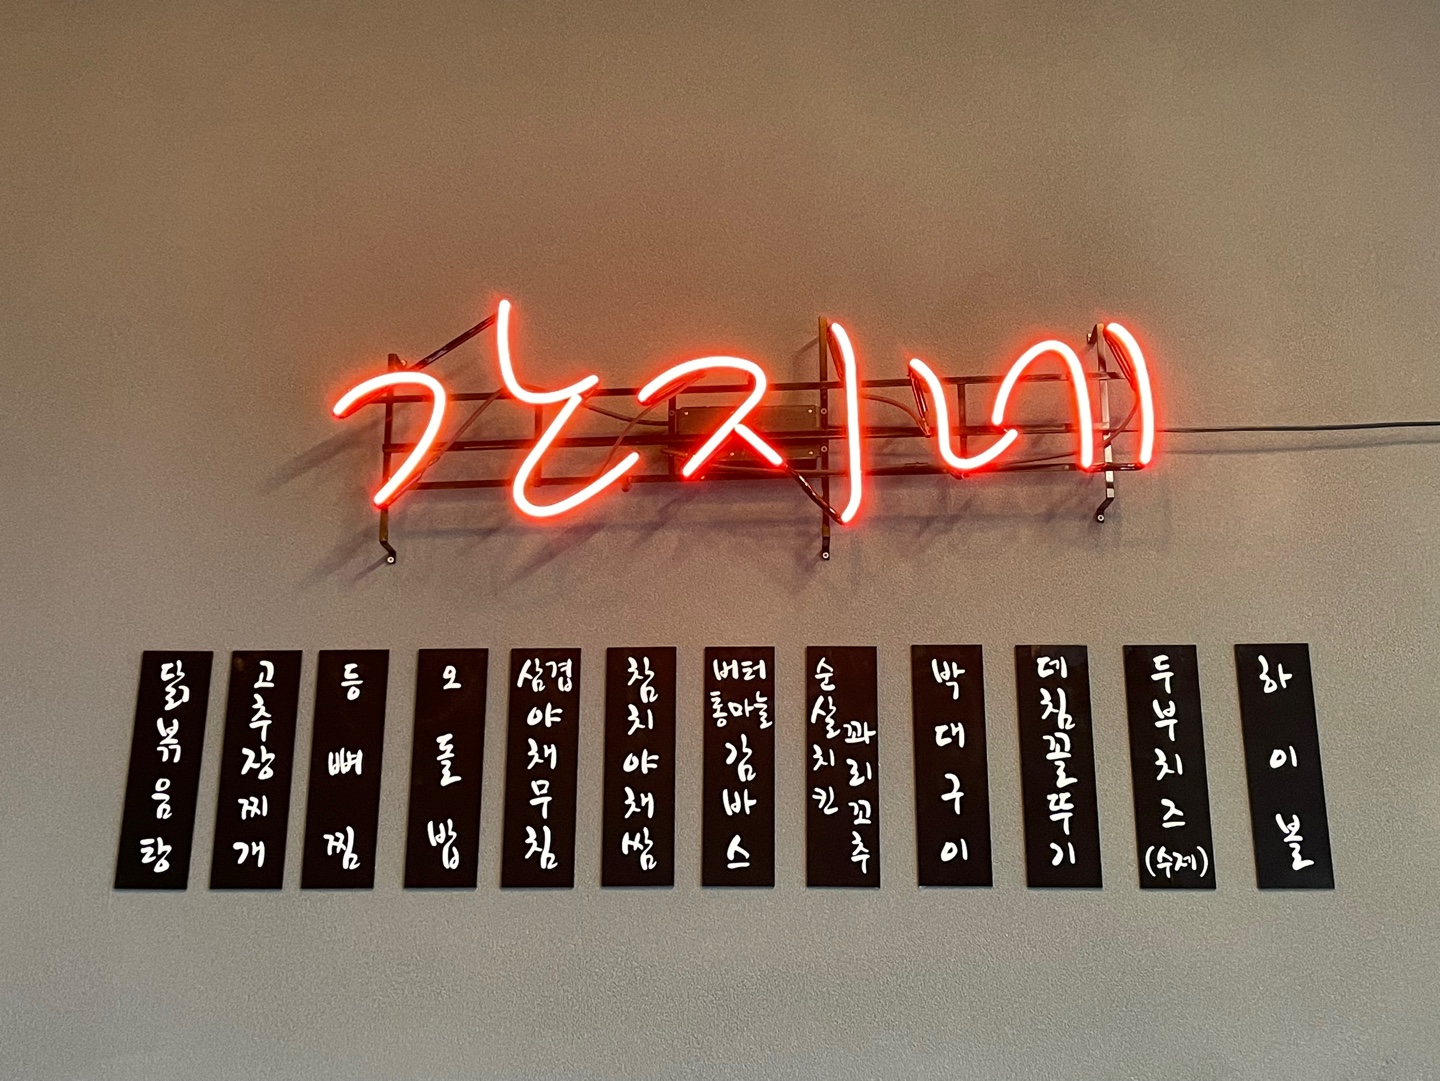 간지네
닭볶음탕
고추장찌개
등뼈찜
오돌밥
삼겹야채무침
참치야채쌈
버터통마늘감바스
순살치킨
꽈리꼬추
박대구이
데침꼴뚜기
두부치즈(수제)
하이볼